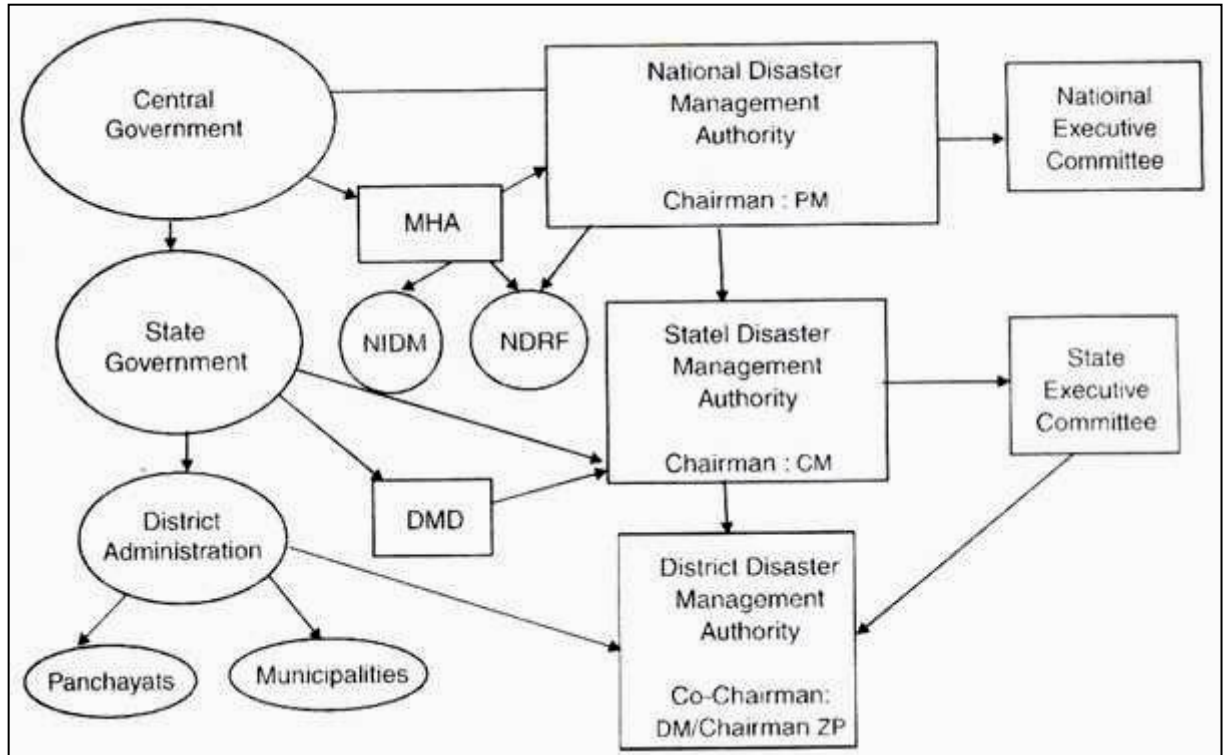 Central
Government
National Disaster
Management
Authority
Chairman : PM
Natioinal
Executive
Committee
MHA
NIDM
NDRF
State
Government
Statel Disaster
Management
Authority
Chairman : CM
State
Executive
Committee
DMD
District
Administration
District Disaster
Management
Authority
Co-Chairman:
DM/Chairman ZP
Panchayats
Municipalities